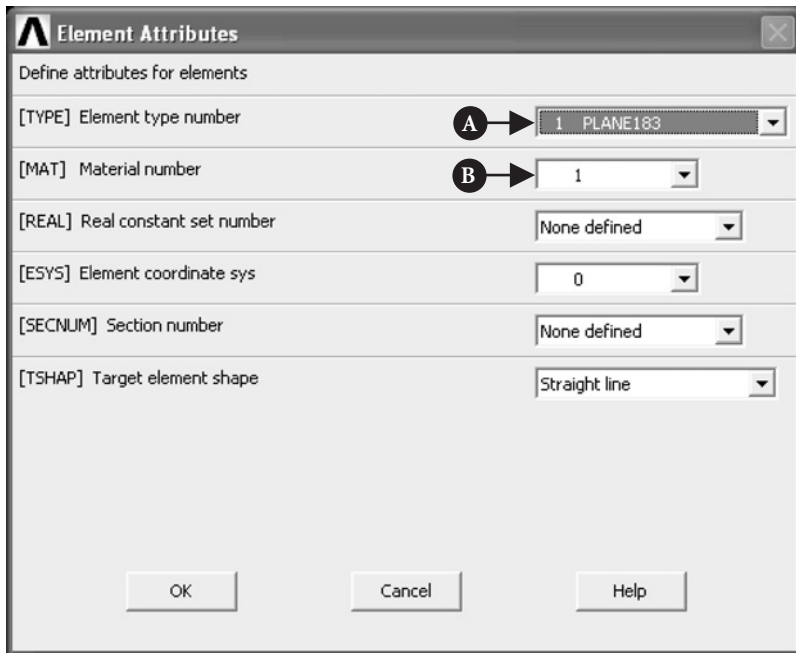 Element Attributes
Define attributes for elements
[TYPE] Element type number
A
1 PLANE183
[MAT] Material number
B
1
[REAL] Real constant set number
None defined
[ESYS] Element coordinate sys
0
[SECNUM] Section number
None defined
[TSHAP] Target element shape
Straight line
OK Cancel Help